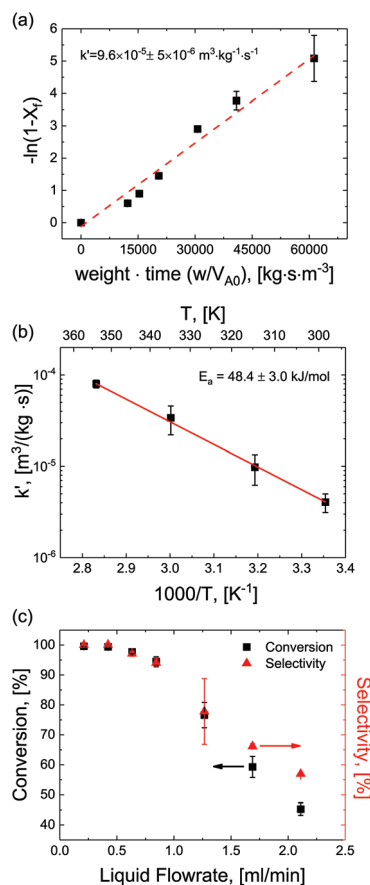 (a)
k'=9.6×10⁻⁵± 5×10⁻⁶ m³·kg⁻¹·s⁻¹
-ln(1-X_f)
6
5
4
3
2
1
0
0 15000 30000 45000 60000
weight · time (w/V_A0), [kg·s·m⁻³]
(b)
T, [K]
360 350 340 330 320 310 300
E_a = 48.4 ± 3.0 kJ/mol
k', [m³/(kg ·s)]
10⁻⁴
10⁻⁵
10⁻⁶
2.8 2.9 3.0 3.1 3.2 3.3 3.4
1000/T, [K⁻¹]
(c)
Conversion
Selectivity
Conversion, [%]
100
90
80
70
60
50
40
Selectivity, [%]
0.0 0.5 1.0 1.5 2.0 2.5
Liquid Flowrate, [ml/min]